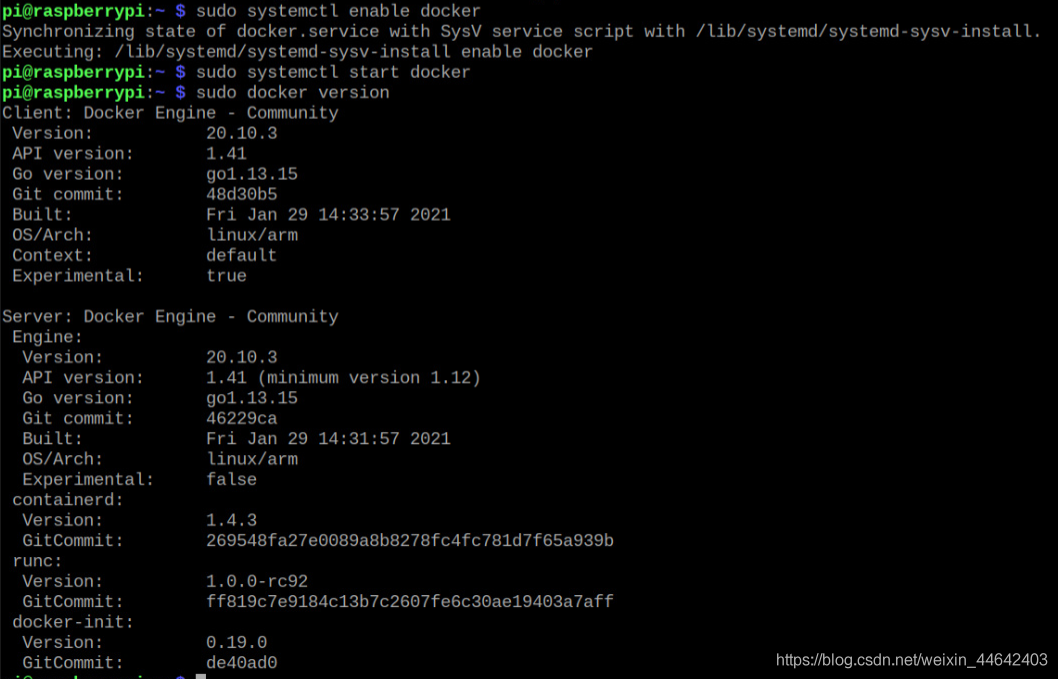 pi@raspberrypi:~ $ sudo systemctl enable docker
Synchronizing state of docker.service with SysV service script with /lib/systemd/systemd-sysv-install.
Executing: /lib/systemd/systemd-sysv-install enable docker
pi@raspberrypi:~ $ sudo systemctl start docker
pi@raspberrypi:~ $ sudo docker version
Client: Docker Engine - Community
 Version:           20.10.3
 API version:       1.41
 Go version:        go1.13.15
 Git commit:        48d30b5
 Built:             Fri Jan 29 14:33:57 2021
 OS/Arch:           linux/arm
 Context:           default
 Experimental:      true

Server: Docker Engine - Community
 Engine:
  Version:          20.10.3
  API version:      1.41 (minimum version 1.12)
  Go version:       go1.13.15
  Git commit:       46229ca
  Built:            Fri Jan 29 14:31:57 2021
  OS/Arch:          linux/arm
  Experimental:     false
 containerd:
  Version:          1.4.3
  GitCommit:        269548fa27e0089a8b8278fc4fc781d7f65a939b
 runc:
  Version:          1.0.0-rc92
  GitCommit:        ff819c7e9184c13b7c2607fe6c30ae19403a7aff
 docker-init:
  Version:          0.19.0
  GitCommit:        de40ad0
https://blog.csdn.net/weixin_44642403